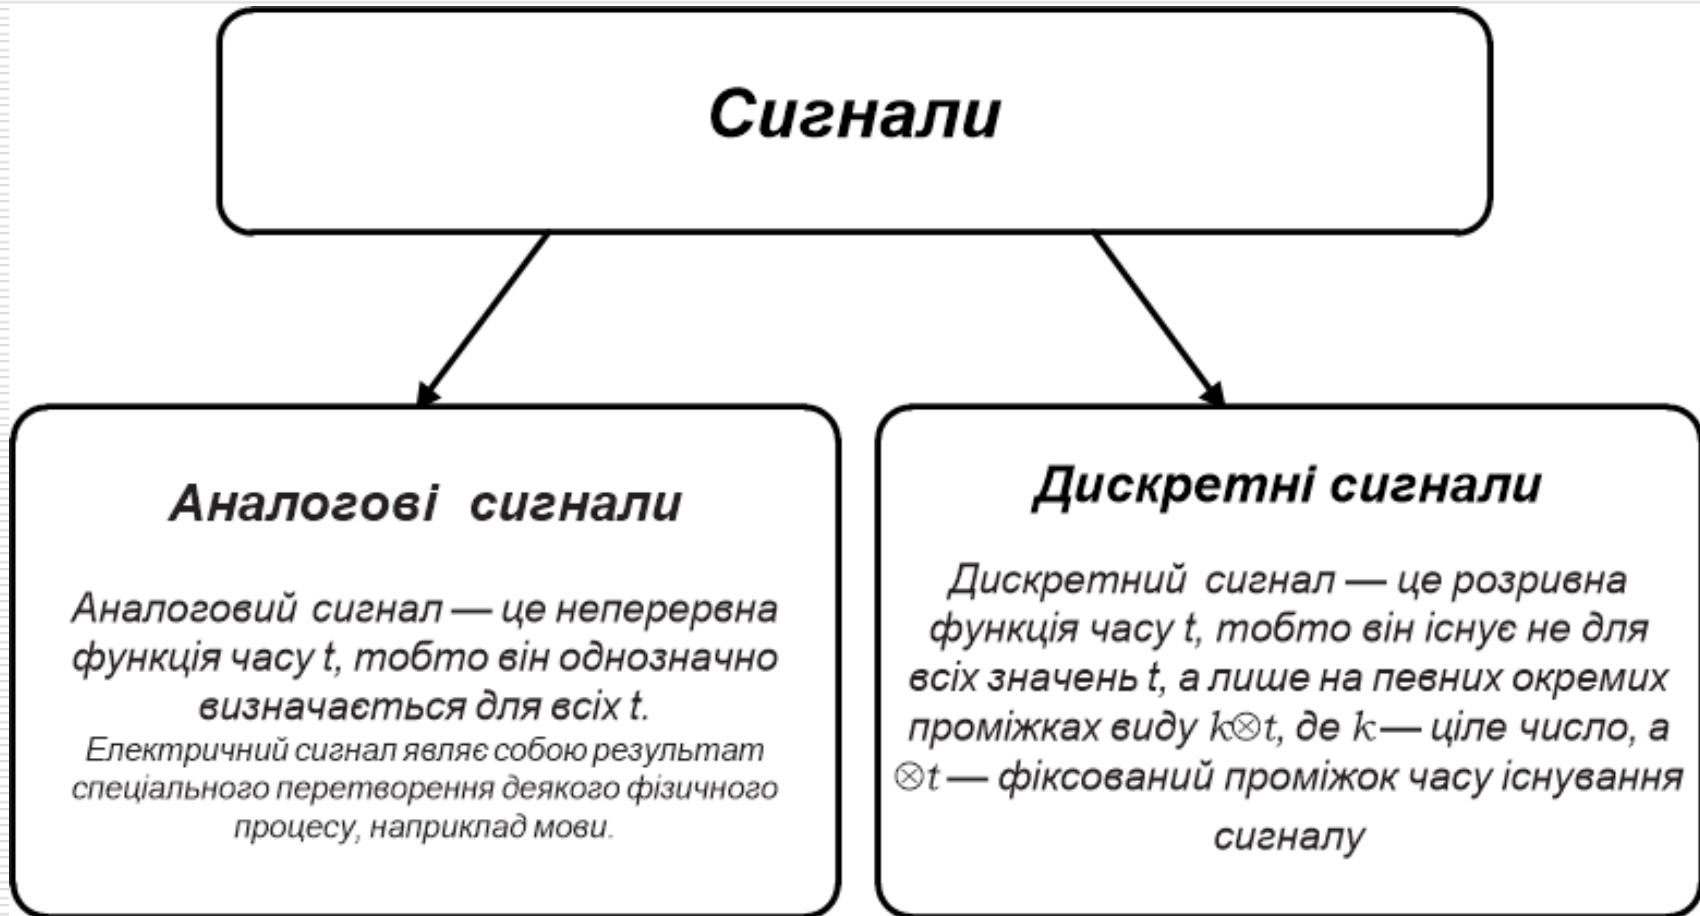 Сигнали
Аналогові сигнали
Аналоговий сигнал — це неперервна
функція часу t, тобто він однозначно
визначається для всіх t.
Електричний сигнал являє собою результат
спеціального перетворення деякого фізичного
процесу, наприклад мови.
Дискретні сигнали
Дискретний сигнал — це розривна
функція часу t, тобто він існує не для
всіх значень t, а лише на певних окремих
проміжках виду k⊗t, де k — ціле число, а
⊗t — фіксований проміжок часу існування
сигналу